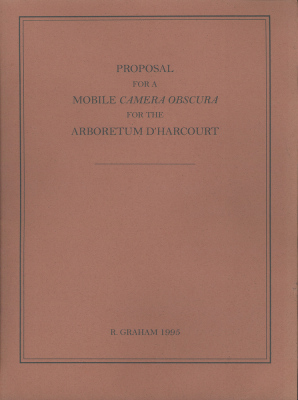 PROPOSAL
FOR A
MOBILE CAMERA OBSCURA
FOR THE
ARBORETUM D'HARCOURT
R. GRAHAM 1995